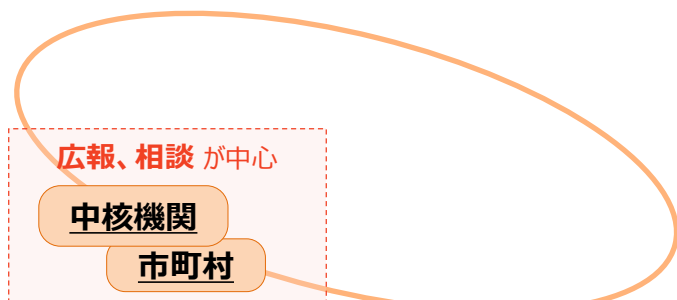 広報、相談 が中心
中核機関
市町村